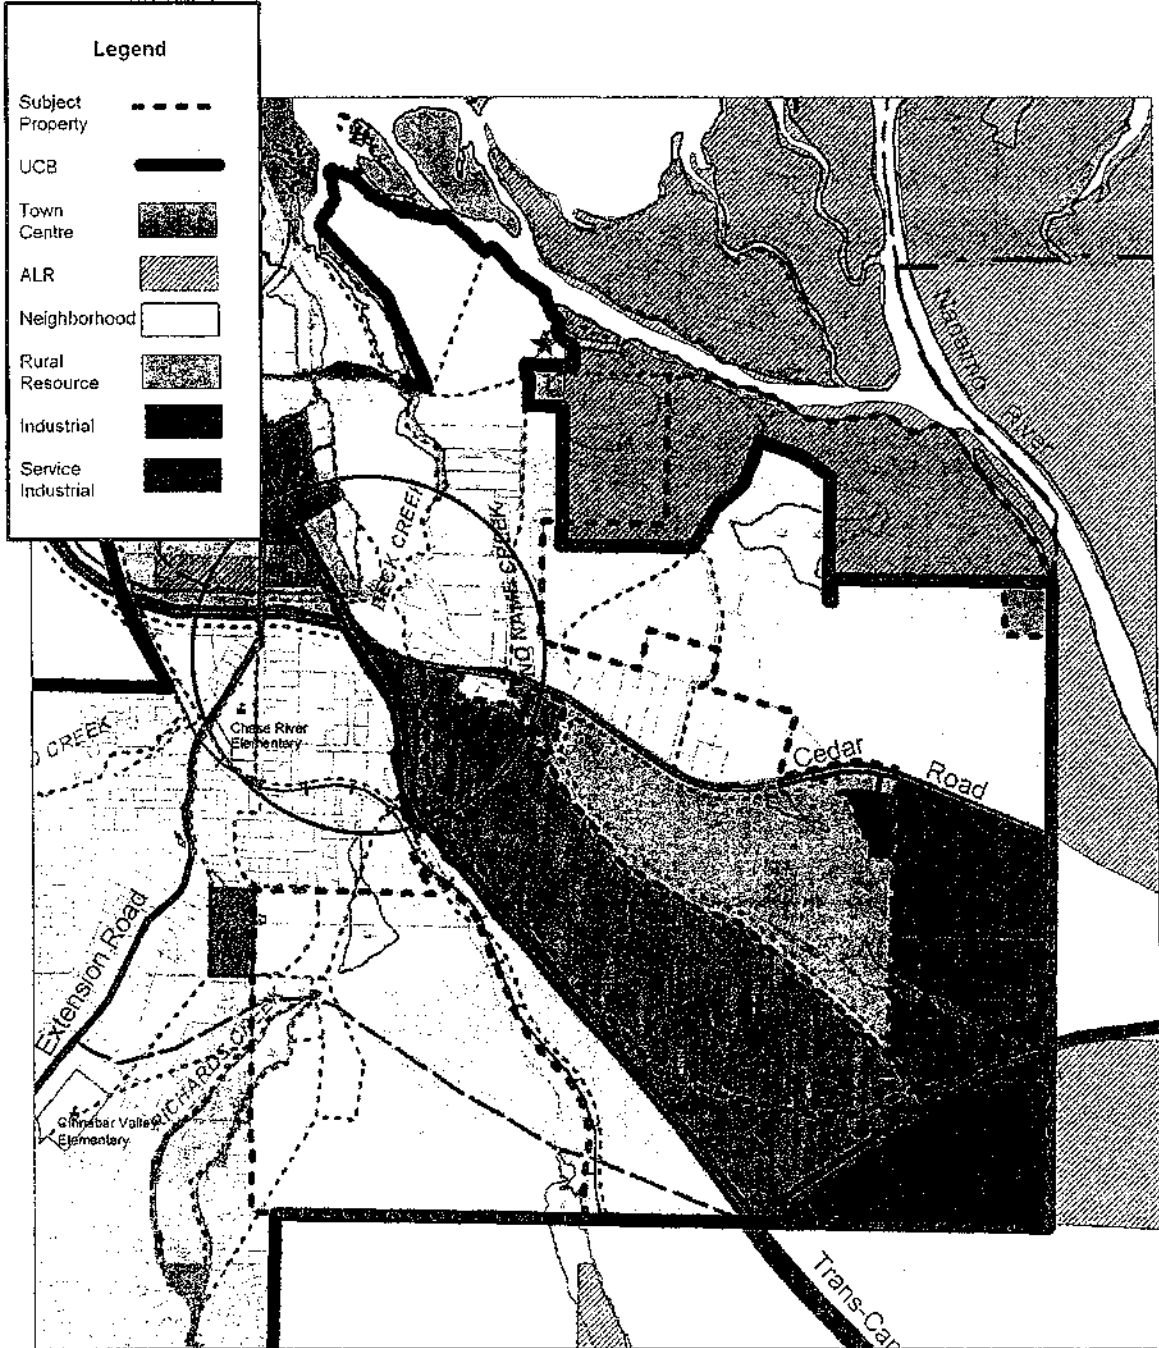 Legend
Subject
Property
UCB
Town
Centre
ALR
Neighborhood
Rural
Resource
Industrial
Service
Industrial
Nanaimo
River
BECK CREEK
NO NAME CREEK
Chase River
Elementary
D CREEK
Cedar
Road
Extension Road
RICHARDS CREEK
Cinnabar Valley
Elementary
Trans-Can